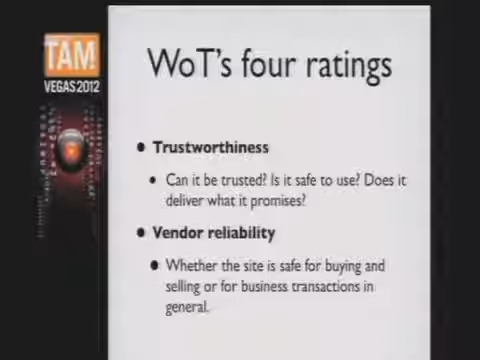 TAM!
VEGAS 2012
WoT's four ratings
• Trustworthiness
• Can it be trusted? Is it safe to use? Does it
deliver what it promises?
• Vendor reliability
• Whether the site is safe for buying and
selling or for business transactions in
general.